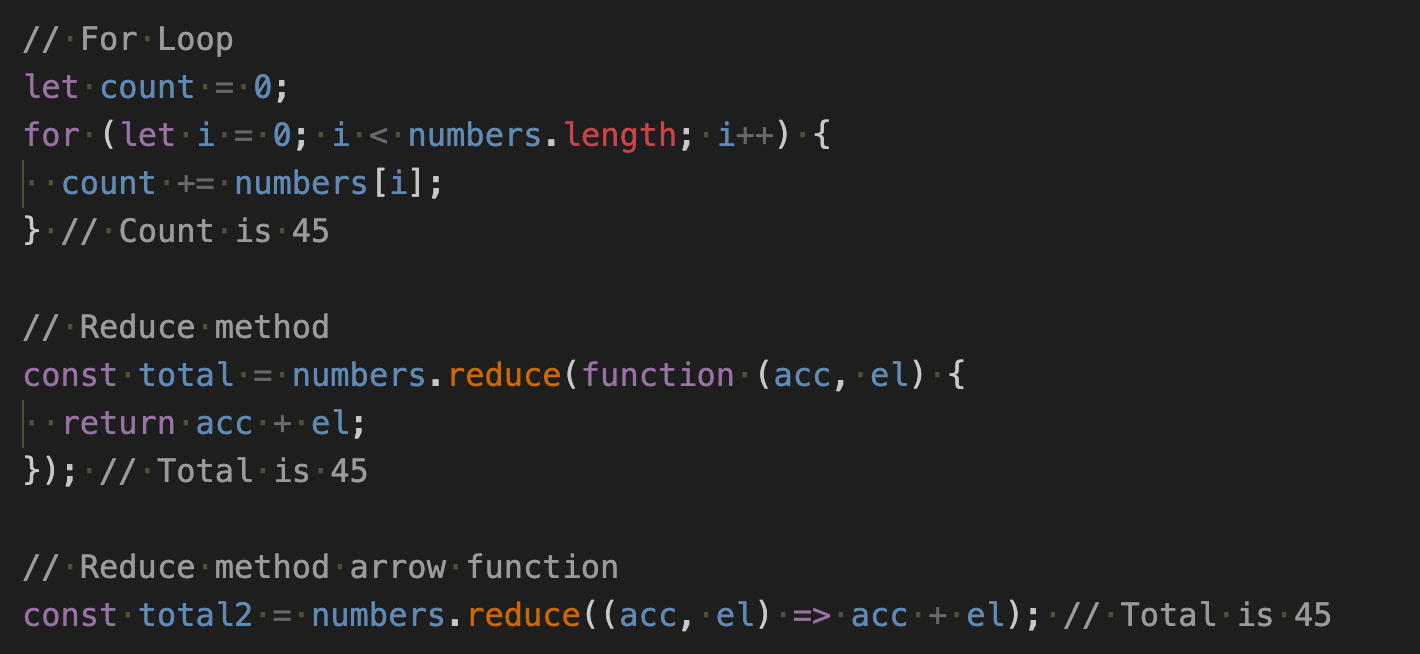 // For Loop
let count = 0;
for (let i = 0; i < numbers.length; i++) {
  count += numbers[i];
} // Count is 45

// Reduce method
const total = numbers.reduce(function (acc, el) {
  return acc + el;
}); // Total is 45

// Reduce method arrow function
const total2 = numbers.reduce((acc, el) => acc + el); // Total is 45